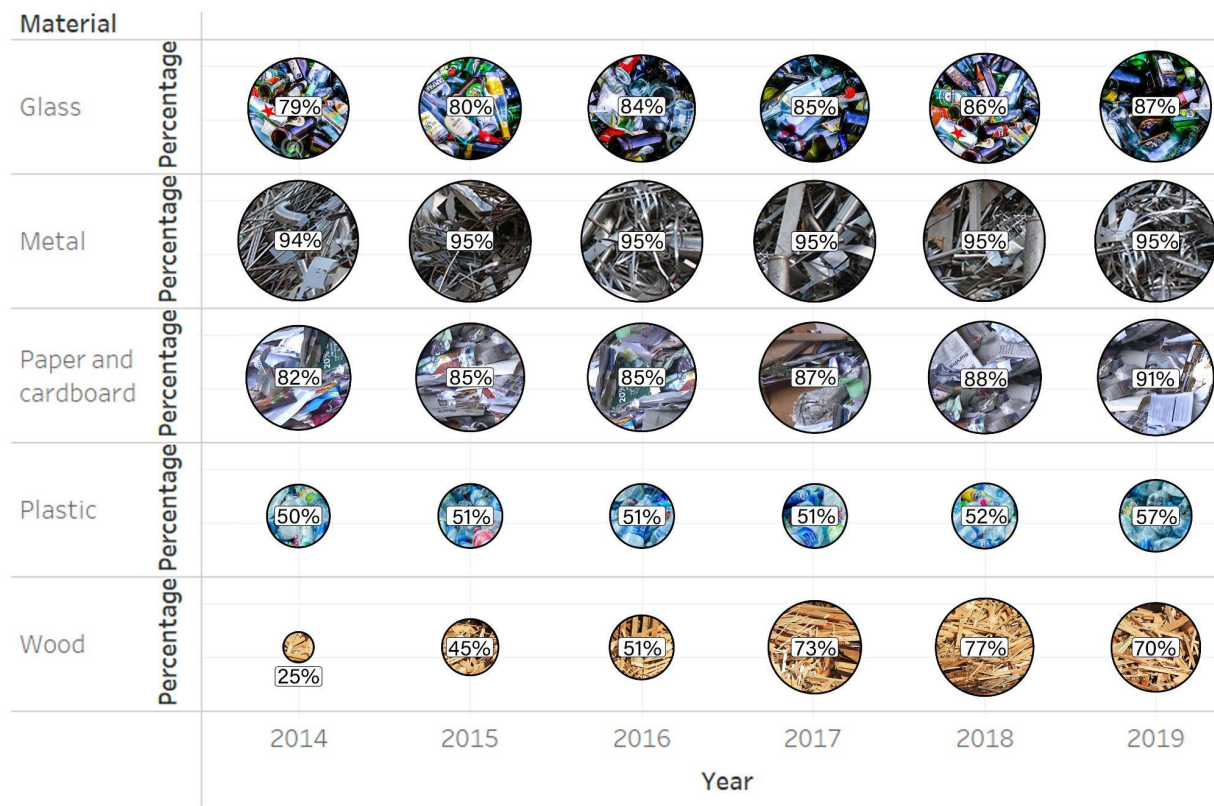 Material
Glass
Percentage
79%
80%
84%
85%
86%
87%
Metal
Percentage
94%
95%
95%
95%
95%
95%
Paper and
cardboard
Percentage
82%
85%
85%
87%
88%
91%
Plastic
Percentage
50%
51%
51%
51%
52%
57%
Wood
Percentage
25%
45%
51%
73%
77%
70%
2014
2015
2016
2017
2018
2019
Year